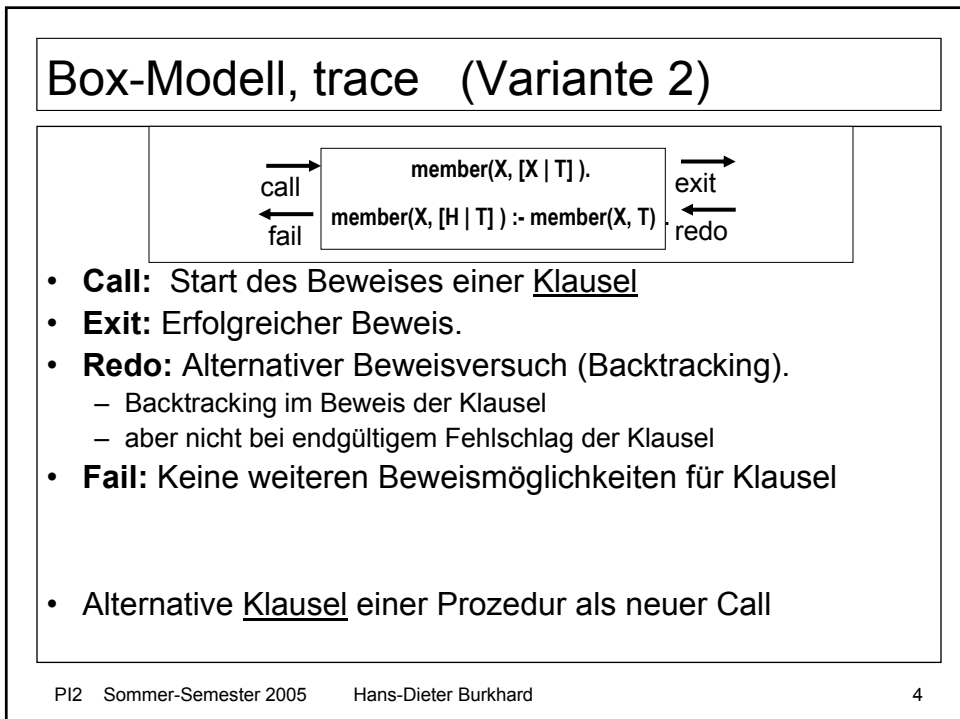 Box-Modell, trace (Variante 2)
call
member(X, [X | T] ).
exit
fail
member(X, [H | T] ) :- member(X, T) .
redo
• Call: Start des Beweises einer Klausel
• Exit: Erfolgreicher Beweis.
• Redo: Alternativer Beweisversuch (Backtracking).
– Backtracking im Beweis der Klausel
– aber nicht bei endgültigem Fehlschlag der Klausel
• Fail: Keine weiteren Beweismöglichkeiten für Klausel
• Alternative Klausel einer Prozedur als neuer Call
PI2 Sommer-Semester 2005 Hans-Dieter Burkhard 4